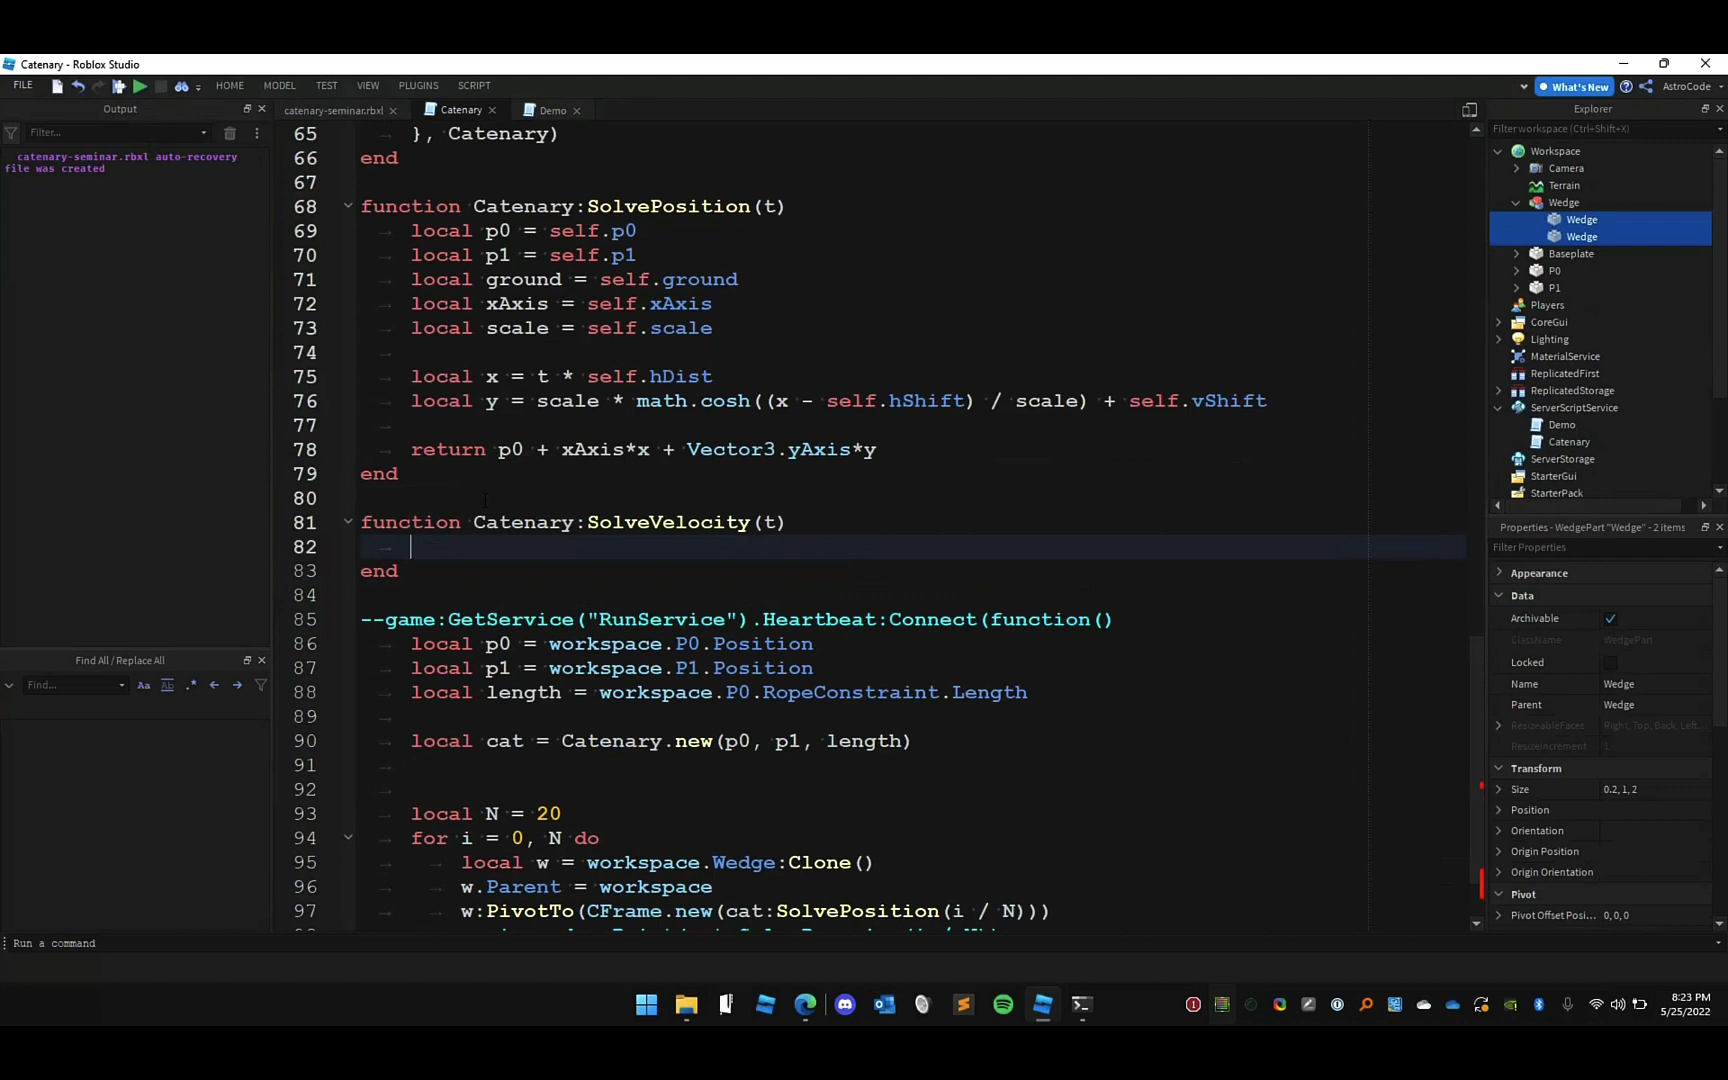 Catenary - Roblox Studio
FILE HOME MODEL TEST VIEW PLUGINS SCRIPT What's New AstroCode
Output
Filter...
catenary-seminar.rbxl auto-recovery
file was created
Find All / Replace All
Find... Aa Ab .*
catenary-seminar.rbxl Catenary Demo
65 }, Catenary)
66 end
67
68 function Catenary:SolvePosition(t)
69 local p0 = self.p0
70 local p1 = self.p1
71 local ground = self.ground
72 local xAxis = self.xAxis
73 local scale = self.scale
74
75 local x = t * self.hDist
76 local y = scale * math.cosh((x - self.hShift) / scale) + self.vShift
77
78 return p0 + xAxis*x + Vector3.yAxis*y
79 end
80
81 function Catenary:SolveVelocity(t)
82
83 end
84
85 --game:GetService("RunService").Heartbeat:Connect(function()
86 local p0 = workspace.P0.Position
87 local p1 = workspace.P1.Position
88 local length = workspace.P0.RopeConstraint.Length
89
90 local cat = Catenary.new(p0, p1, length)
91
92
93 local N = 20
94 for i = 0, N do
95 local w = workspace.Wedge:Clone()
96 w.Parent = workspace
97 w:PivotTo(CFrame.new(cat:SolvePosition(i / N)))
Explorer
Filter workspace (Ctrl+Shift+X)
Workspace
Camera
Terrain
Wedge
Wedge
Wedge
Baseplate
P0
P1
Players
CoreGui
Lighting
MaterialService
ReplicatedFirst
ReplicatedStorage
ServerScriptService
Demo
Catenary
ServerStorage
StarterGui
StarterPack
Properties - WedgePart "Wedge" - 2 items
Filter Properties
Appearance
Data
Archivable
ClassName WedgePart
Locked
Name Wedge
Parent Wedge
ResizeableFaces Right, Top, Back, Left...
ResizeIncrement 1
Transform
Size 0.2, 1, 2
Position
Orientation
Origin Position
Origin Orientation
Pivot
Pivot Offset Posi... 0, 0, 0
Run a command
8:23 PM
5/25/2022